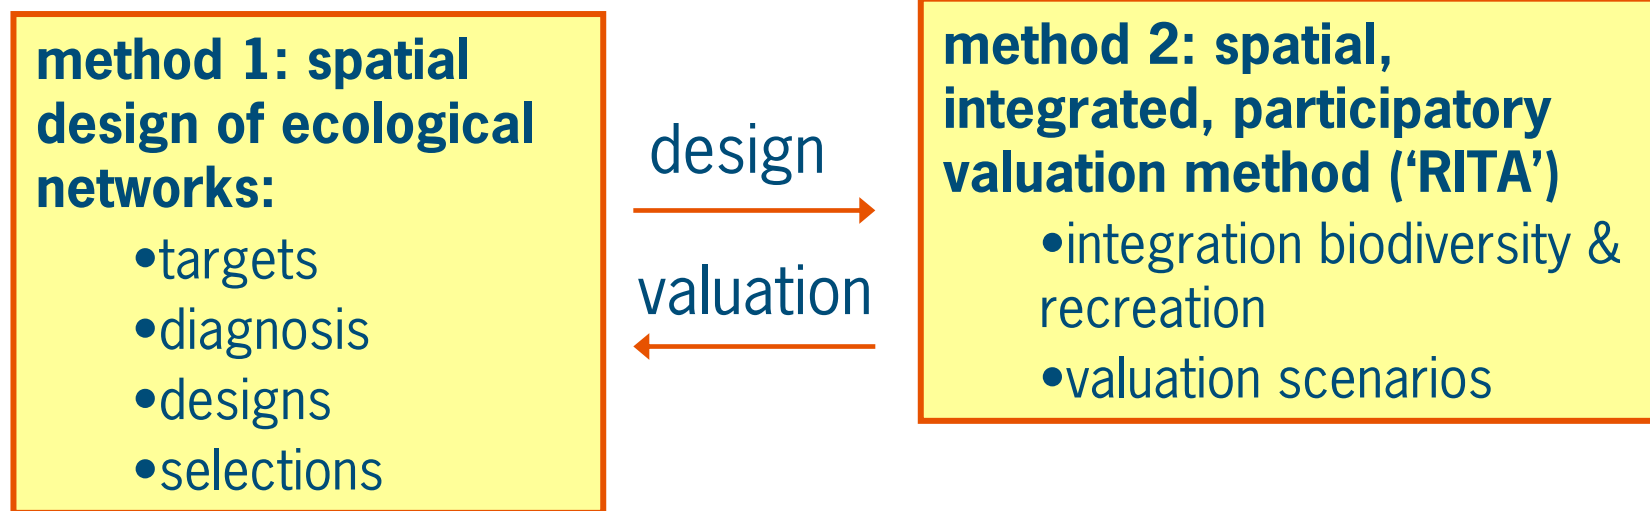 method 1: spatial
design of ecological
networks:
•targets
•diagnosis
•designs
•selections
design
valuation
method 2: spatial,
integrated, participatory
valuation method (‘RITA’)
•integration biodiversity &
recreation
•valuation scenarios